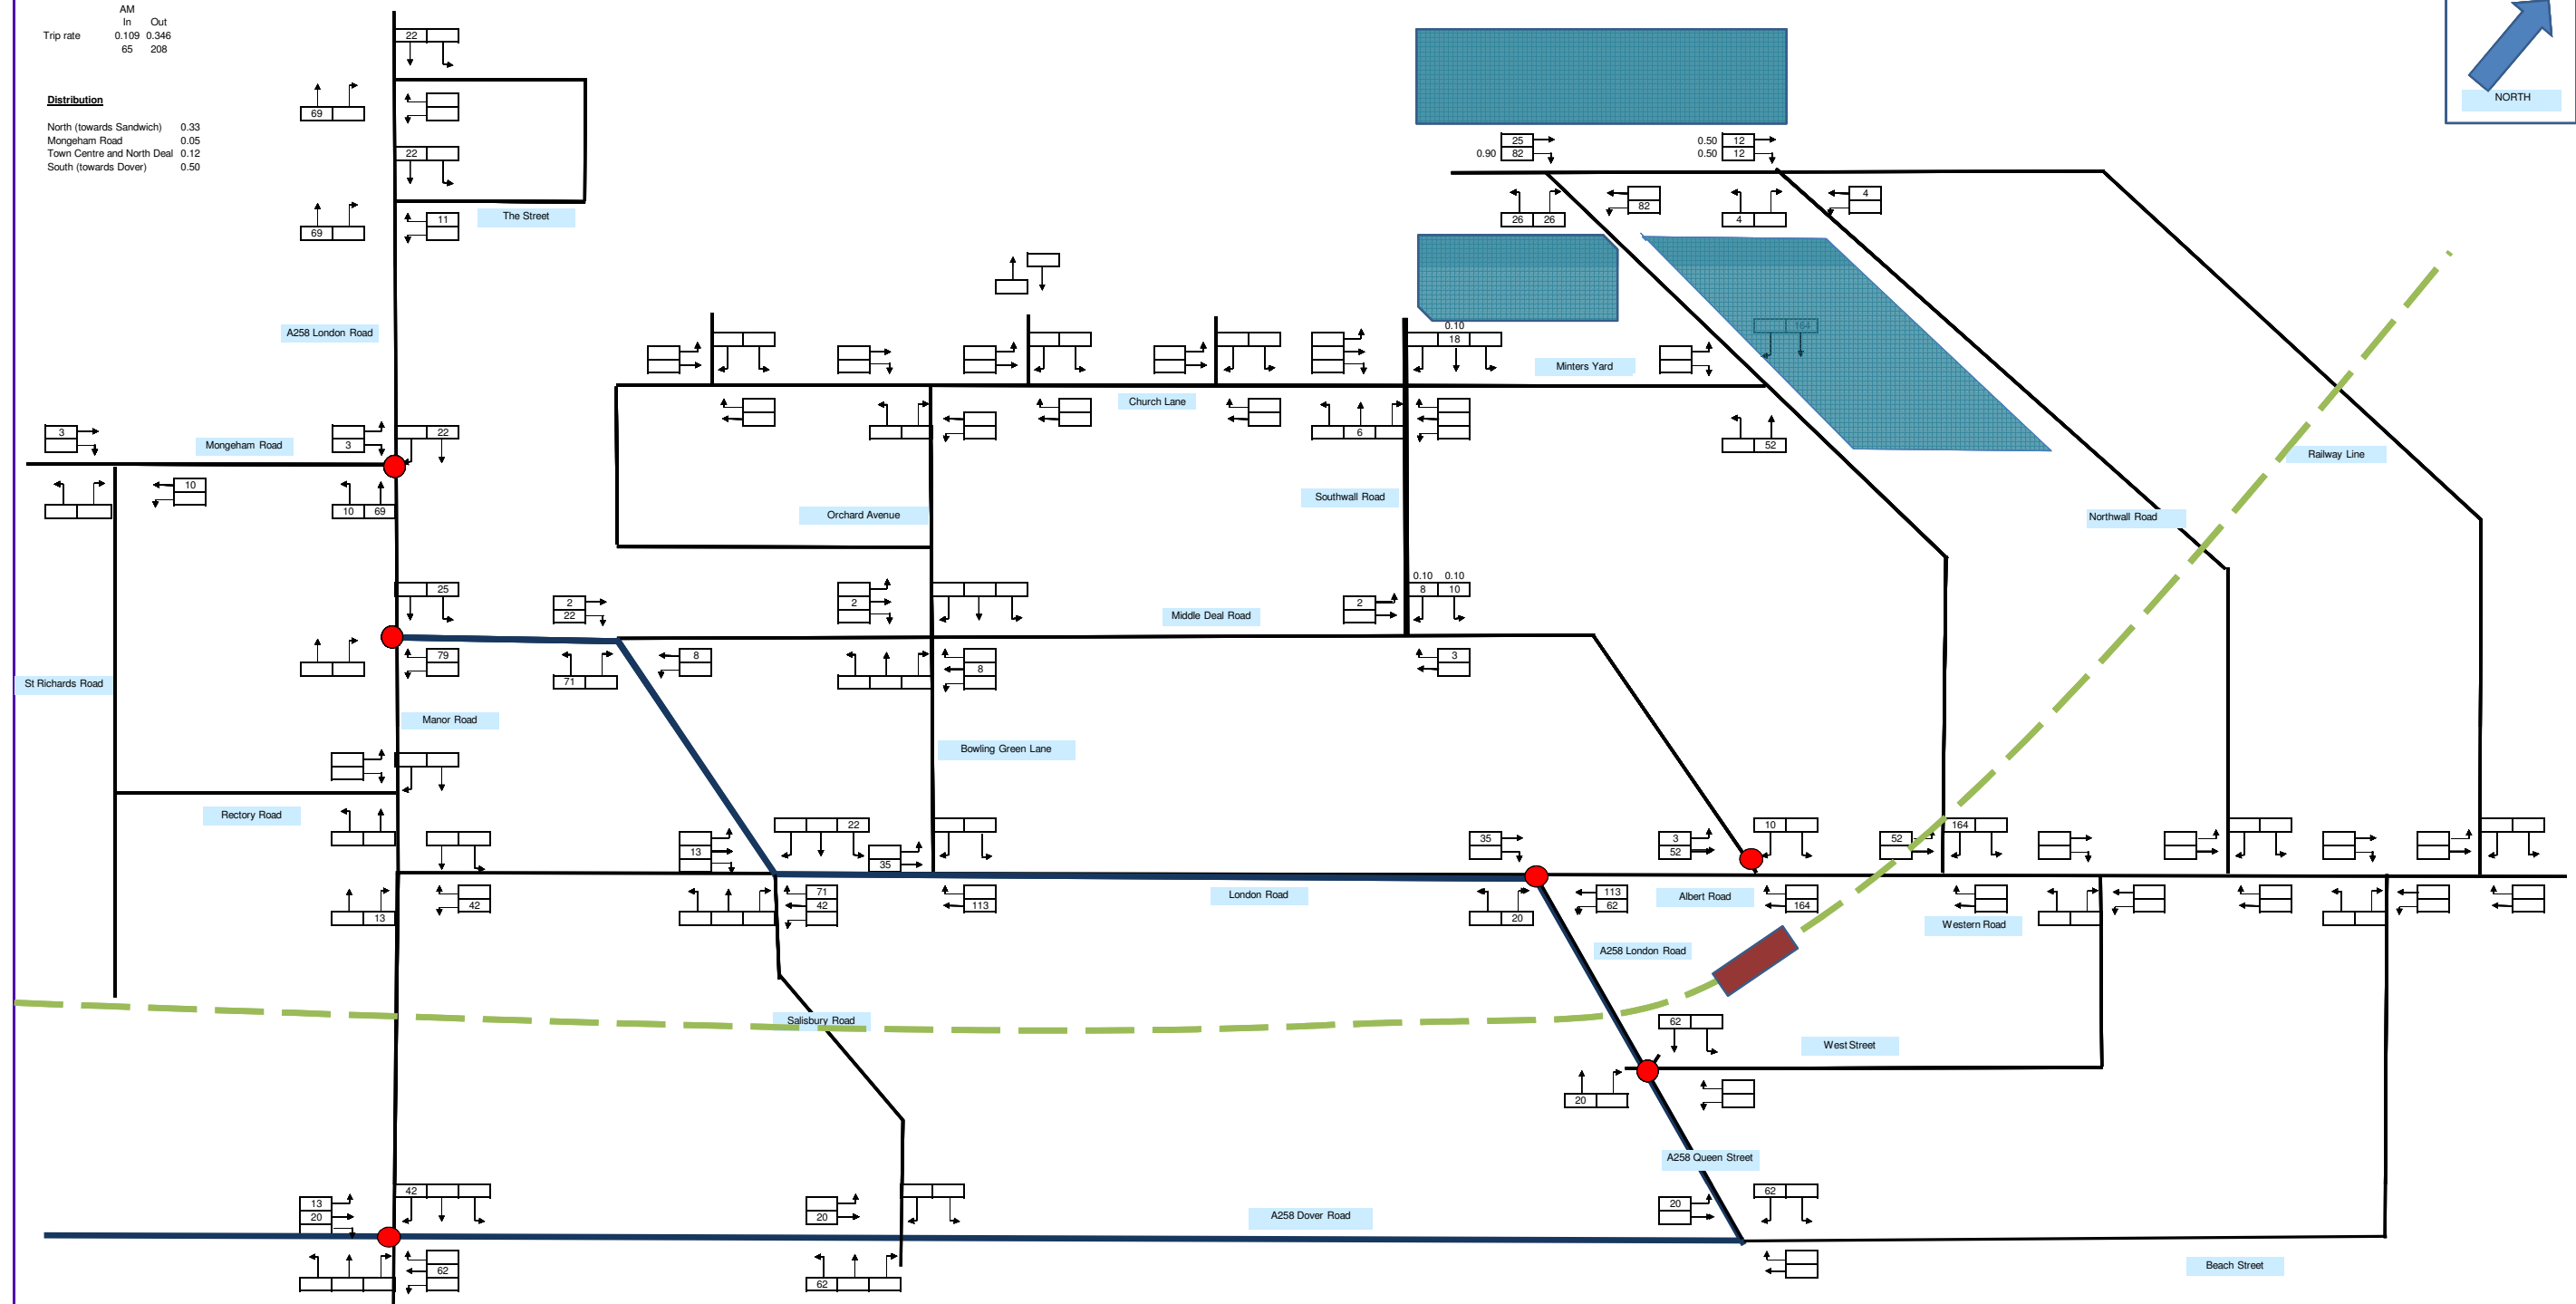 AM
In Out
Trip rate 0.109 0.346
65 208
22
69
Distribution
North (towards Sandwich) 0.33
Mongeham Road 0.05
Town Centre and North Deal 0.12
South (towards Dover) 0.50
22
69
11
The Street
NORTH
25
0.90 82
0.50 12
0.50 12
26 26
82
4
4
A258 London Road
0.10
18
164
Minters Yard
Church Lane
3
Mongeham Road
3
22
6
52
10
10 69
Orchard Avenue
Southwall Road
Northwall Road
Railway Line
25
2
22
2
Middle Deal Road
2
0.10 0.10
8 10
79
71
8
8
3
St Richards Road
Manor Road
Bowling Green Lane
Rectory Road
13
22
35
35
3
52
10
52
164
13
42
71
42
113
London Road
20
113
62
Albert Road
164
Western Road
A258 London Road
Salisbury Road
62
West Street
20
A258 Queen Street
13
20
42
20
A258 Dover Road
20
62
62
62
Beach Street